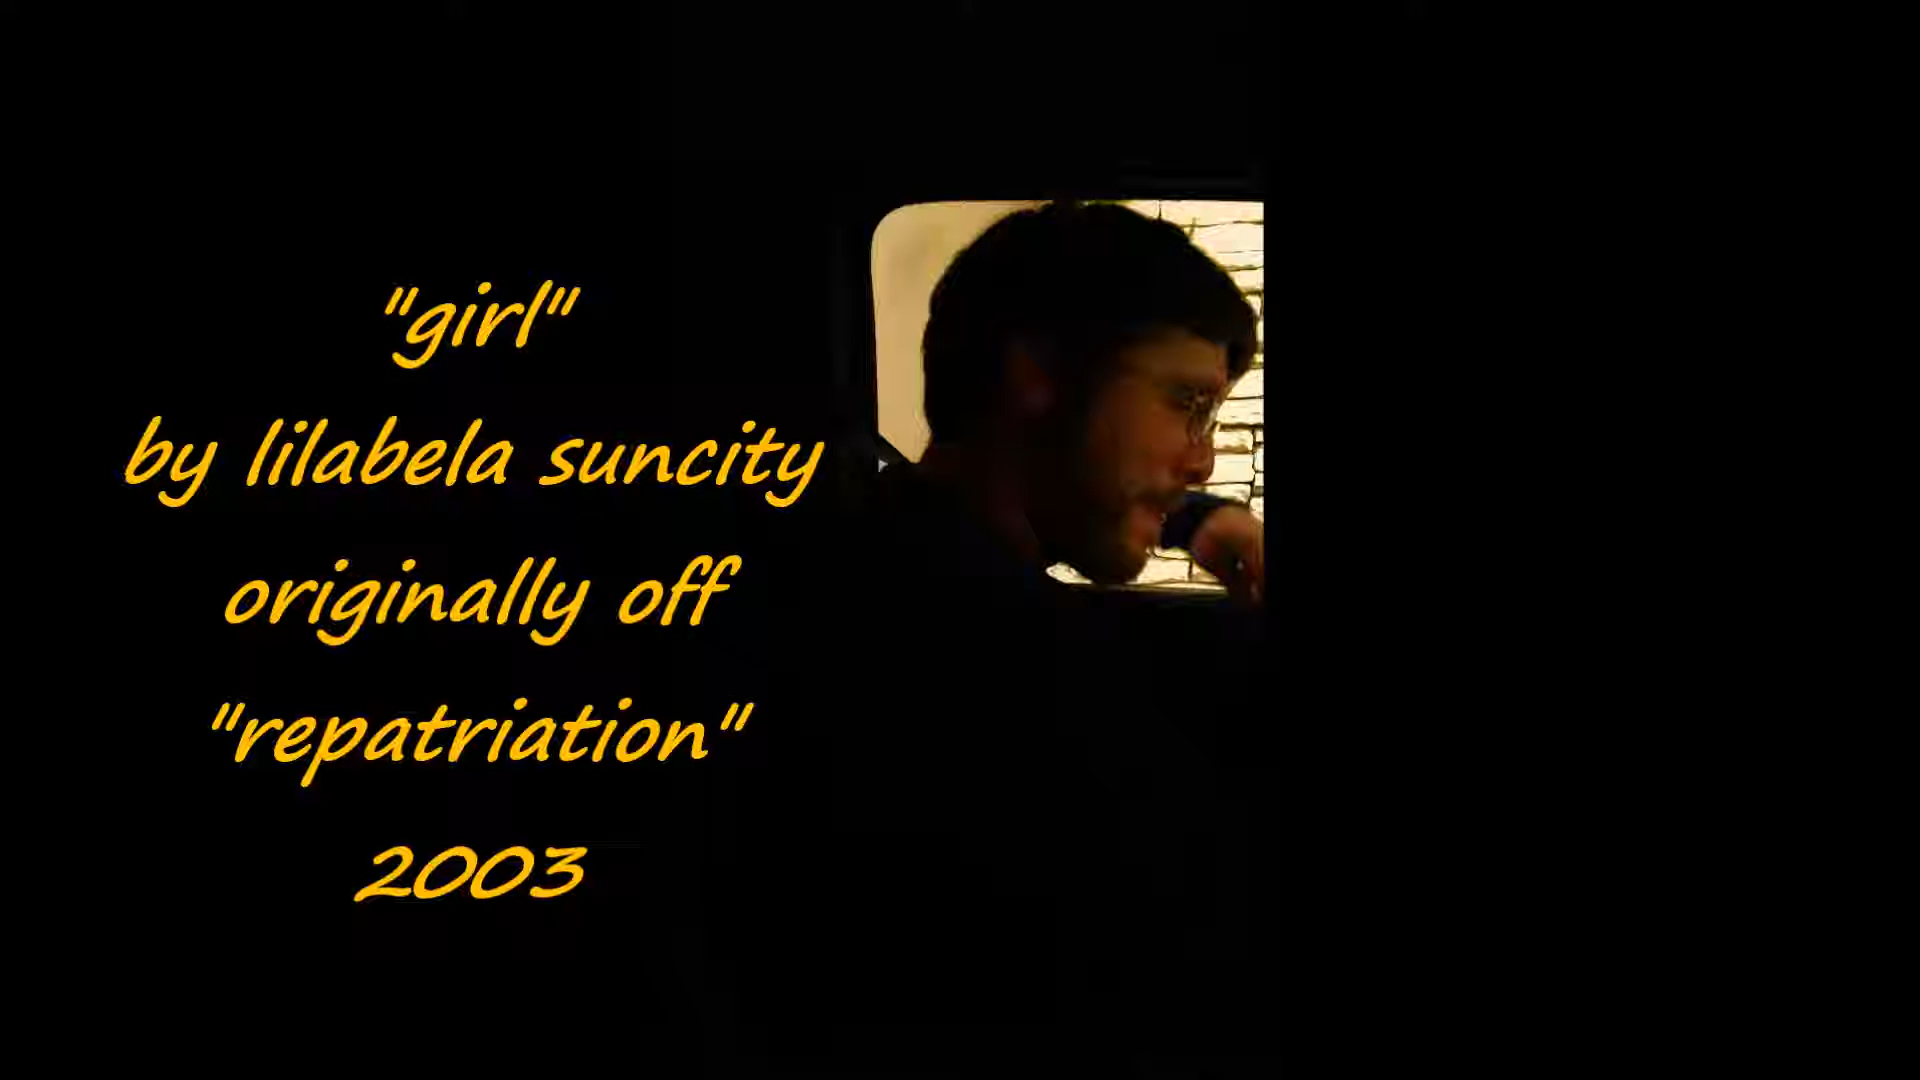 "girl"
by lilabela suncity
originally off
"repatriation"
2003